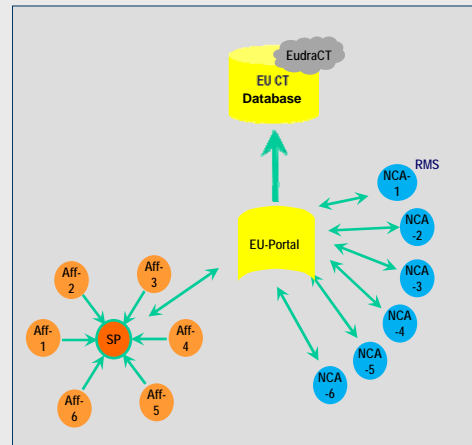 EudraCT
EU CT
Database
RMS
NCA-
1
NCA
-2
EU-Portal
NCA
-3
NCA
-4
NCA
-5
NCA
-6
Aff-
3
Aff-
2
Aff-
1
SP
Aff-
4
Aff-
6
Aff-
5